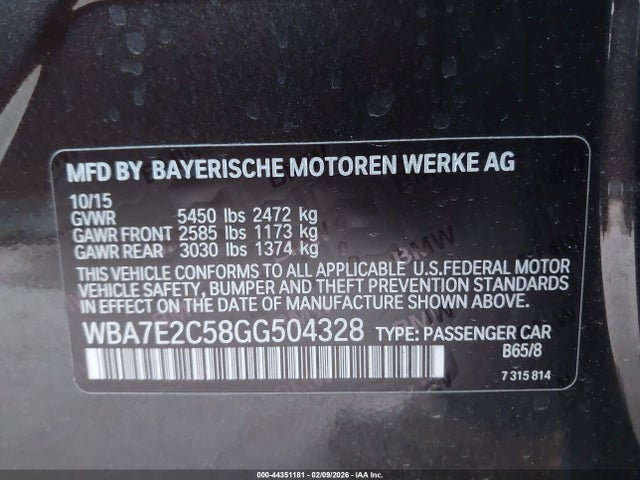 MFD BY BAYERISCHE MOTOREN WERKE AG
10/15
GVWR 5450 lbs 2472 kg
GAWR FRONT 2585 lbs 1173 kg
GAWR REAR 3030 lbs 1374 kg
THIS VEHICLE CONFORMS TO ALL APPLICABLE U.S.FEDERAL MOTOR
VEHICLE SAFETY, BUMPER AND THEFT PREVENTION STANDARDS
IN EFFECT ON THE DATE OF MANUFACTURE SHOWN ABOVE.
WBA7E2C58GG504328 TYPE: PASSENGER CAR
B65/8
7 315 814
000-44351181 - 02/09/2026 - IAA Inc.